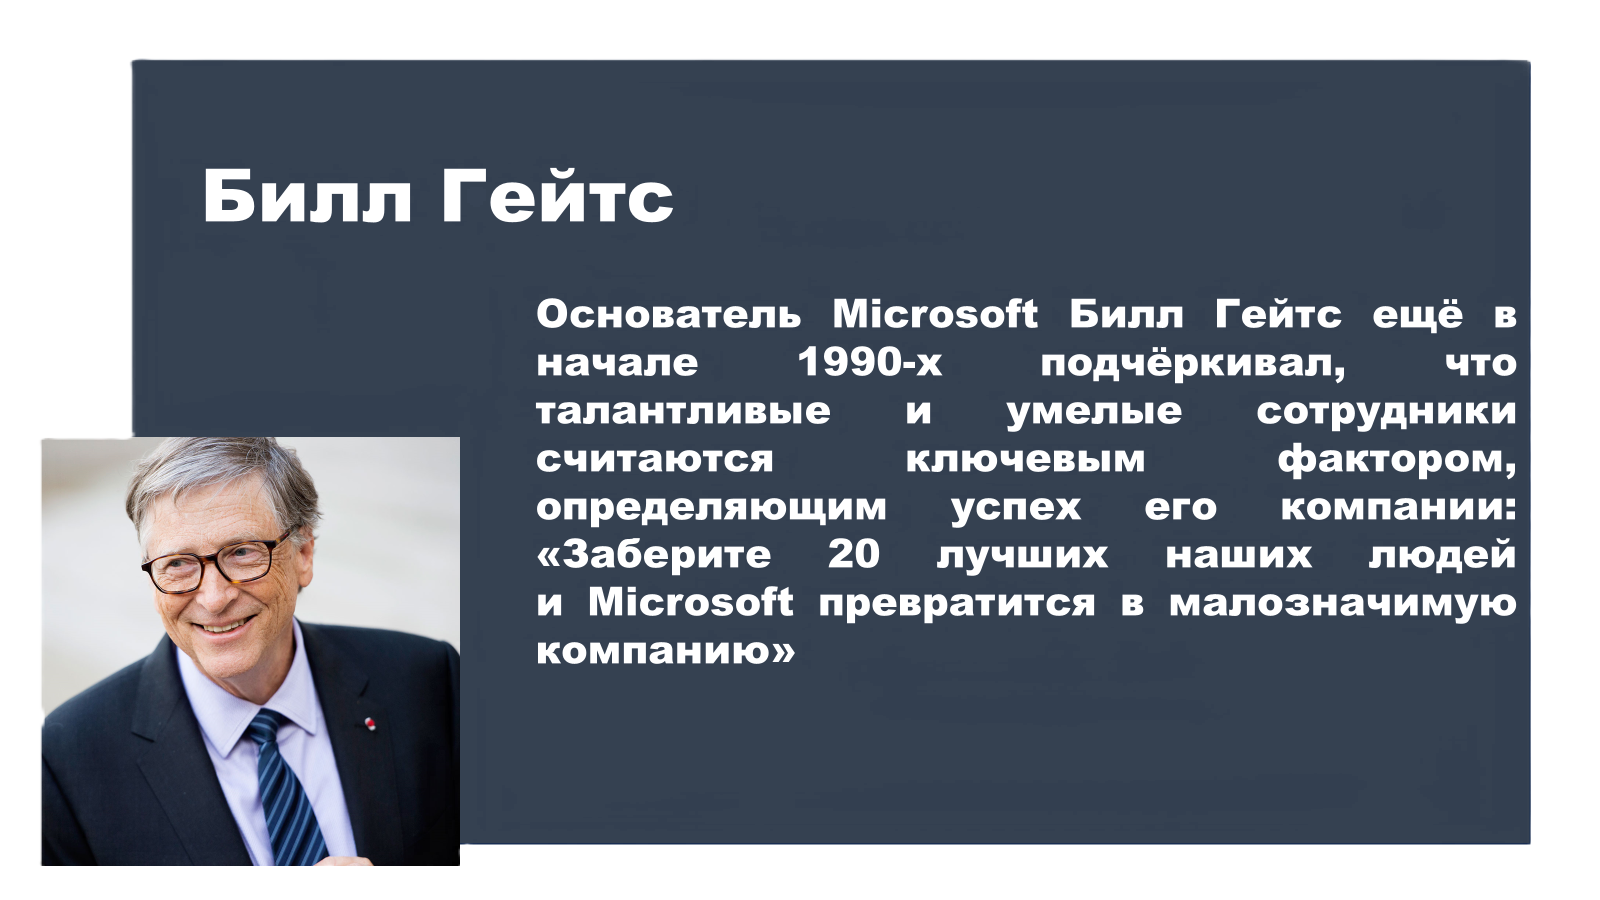 Билл Гейтс
Основатель Microsoft Билл Гейтс ещё в
начале 1990-х подчёркивал, что
талантливые и умелые сотрудники
считаются ключевым фактором,
определяющим успех его компании:
«Заберите 20 лучших наших людей
и Microsoft превратится в малозначимую
компанию»